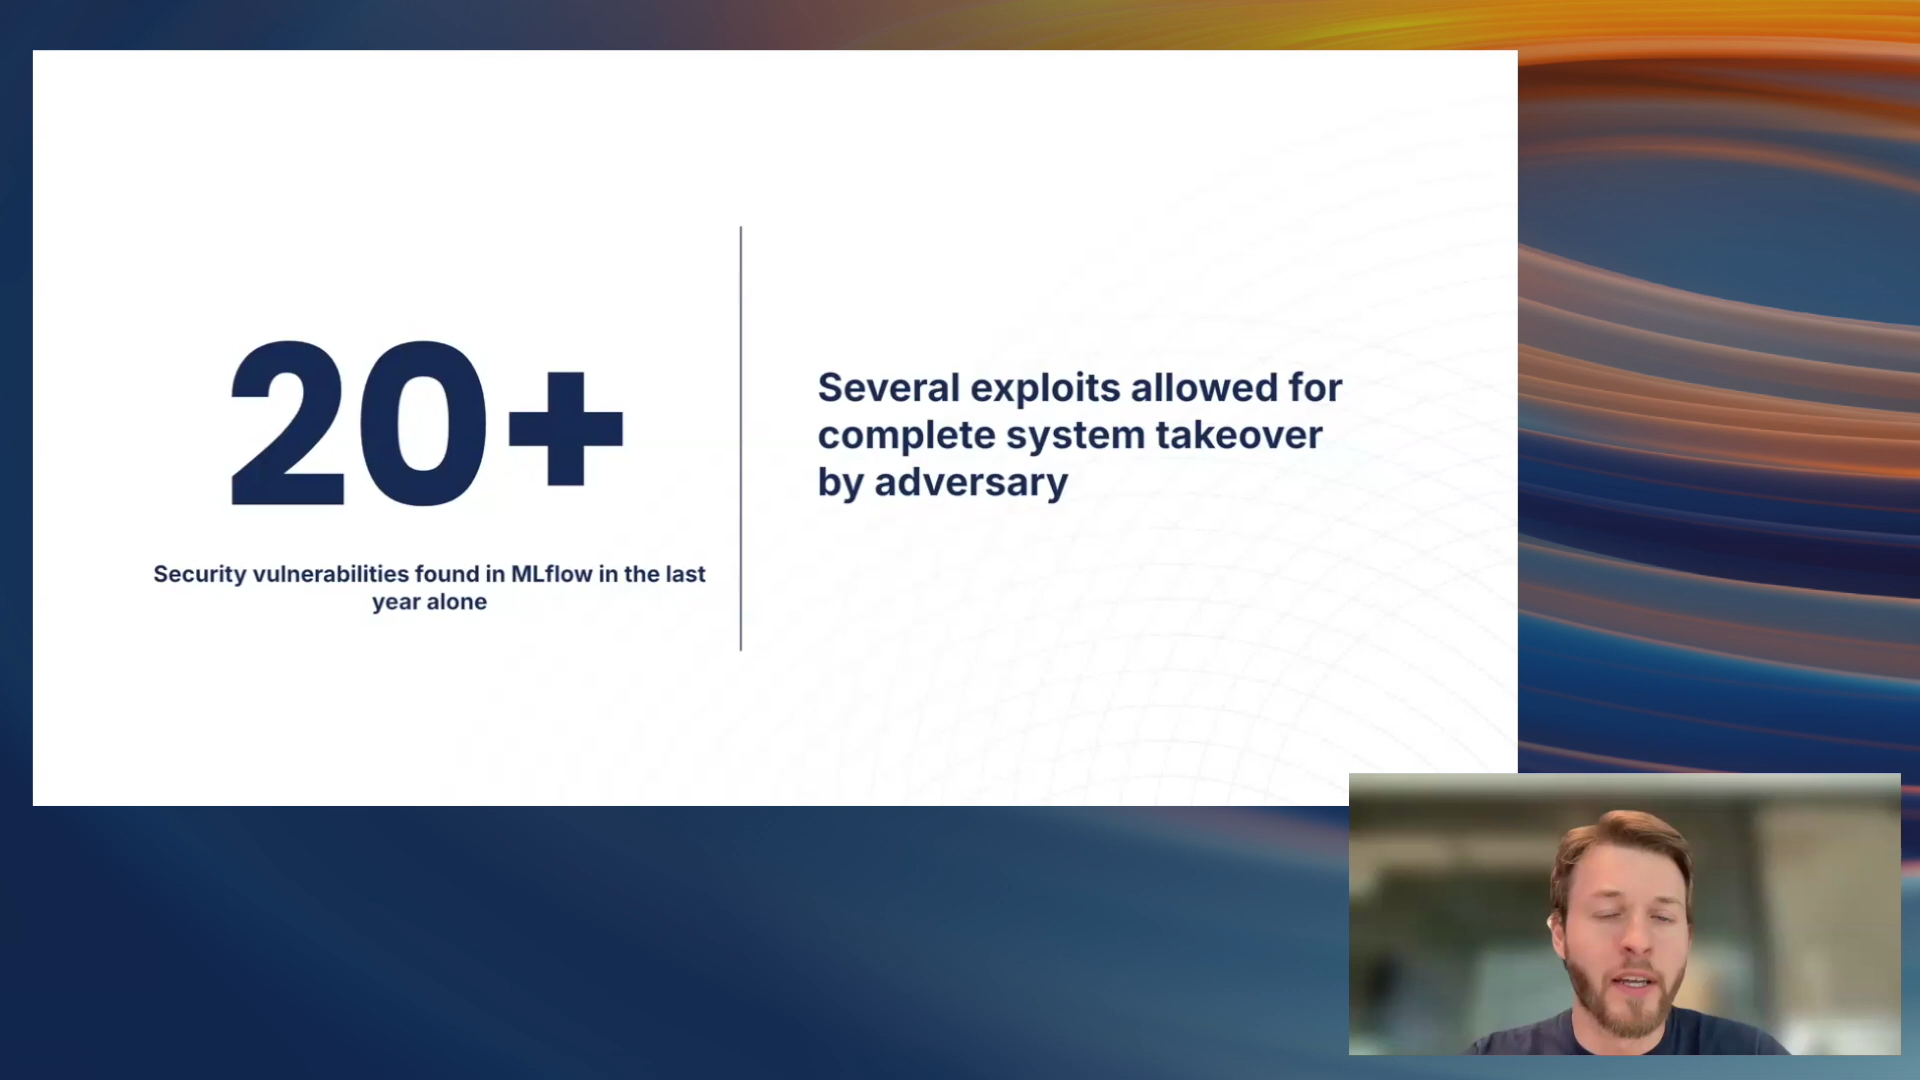 20+
Security vulnerabilities found in MLflow in the last
year alone
Several exploits allowed for
complete system takeover
by adversary